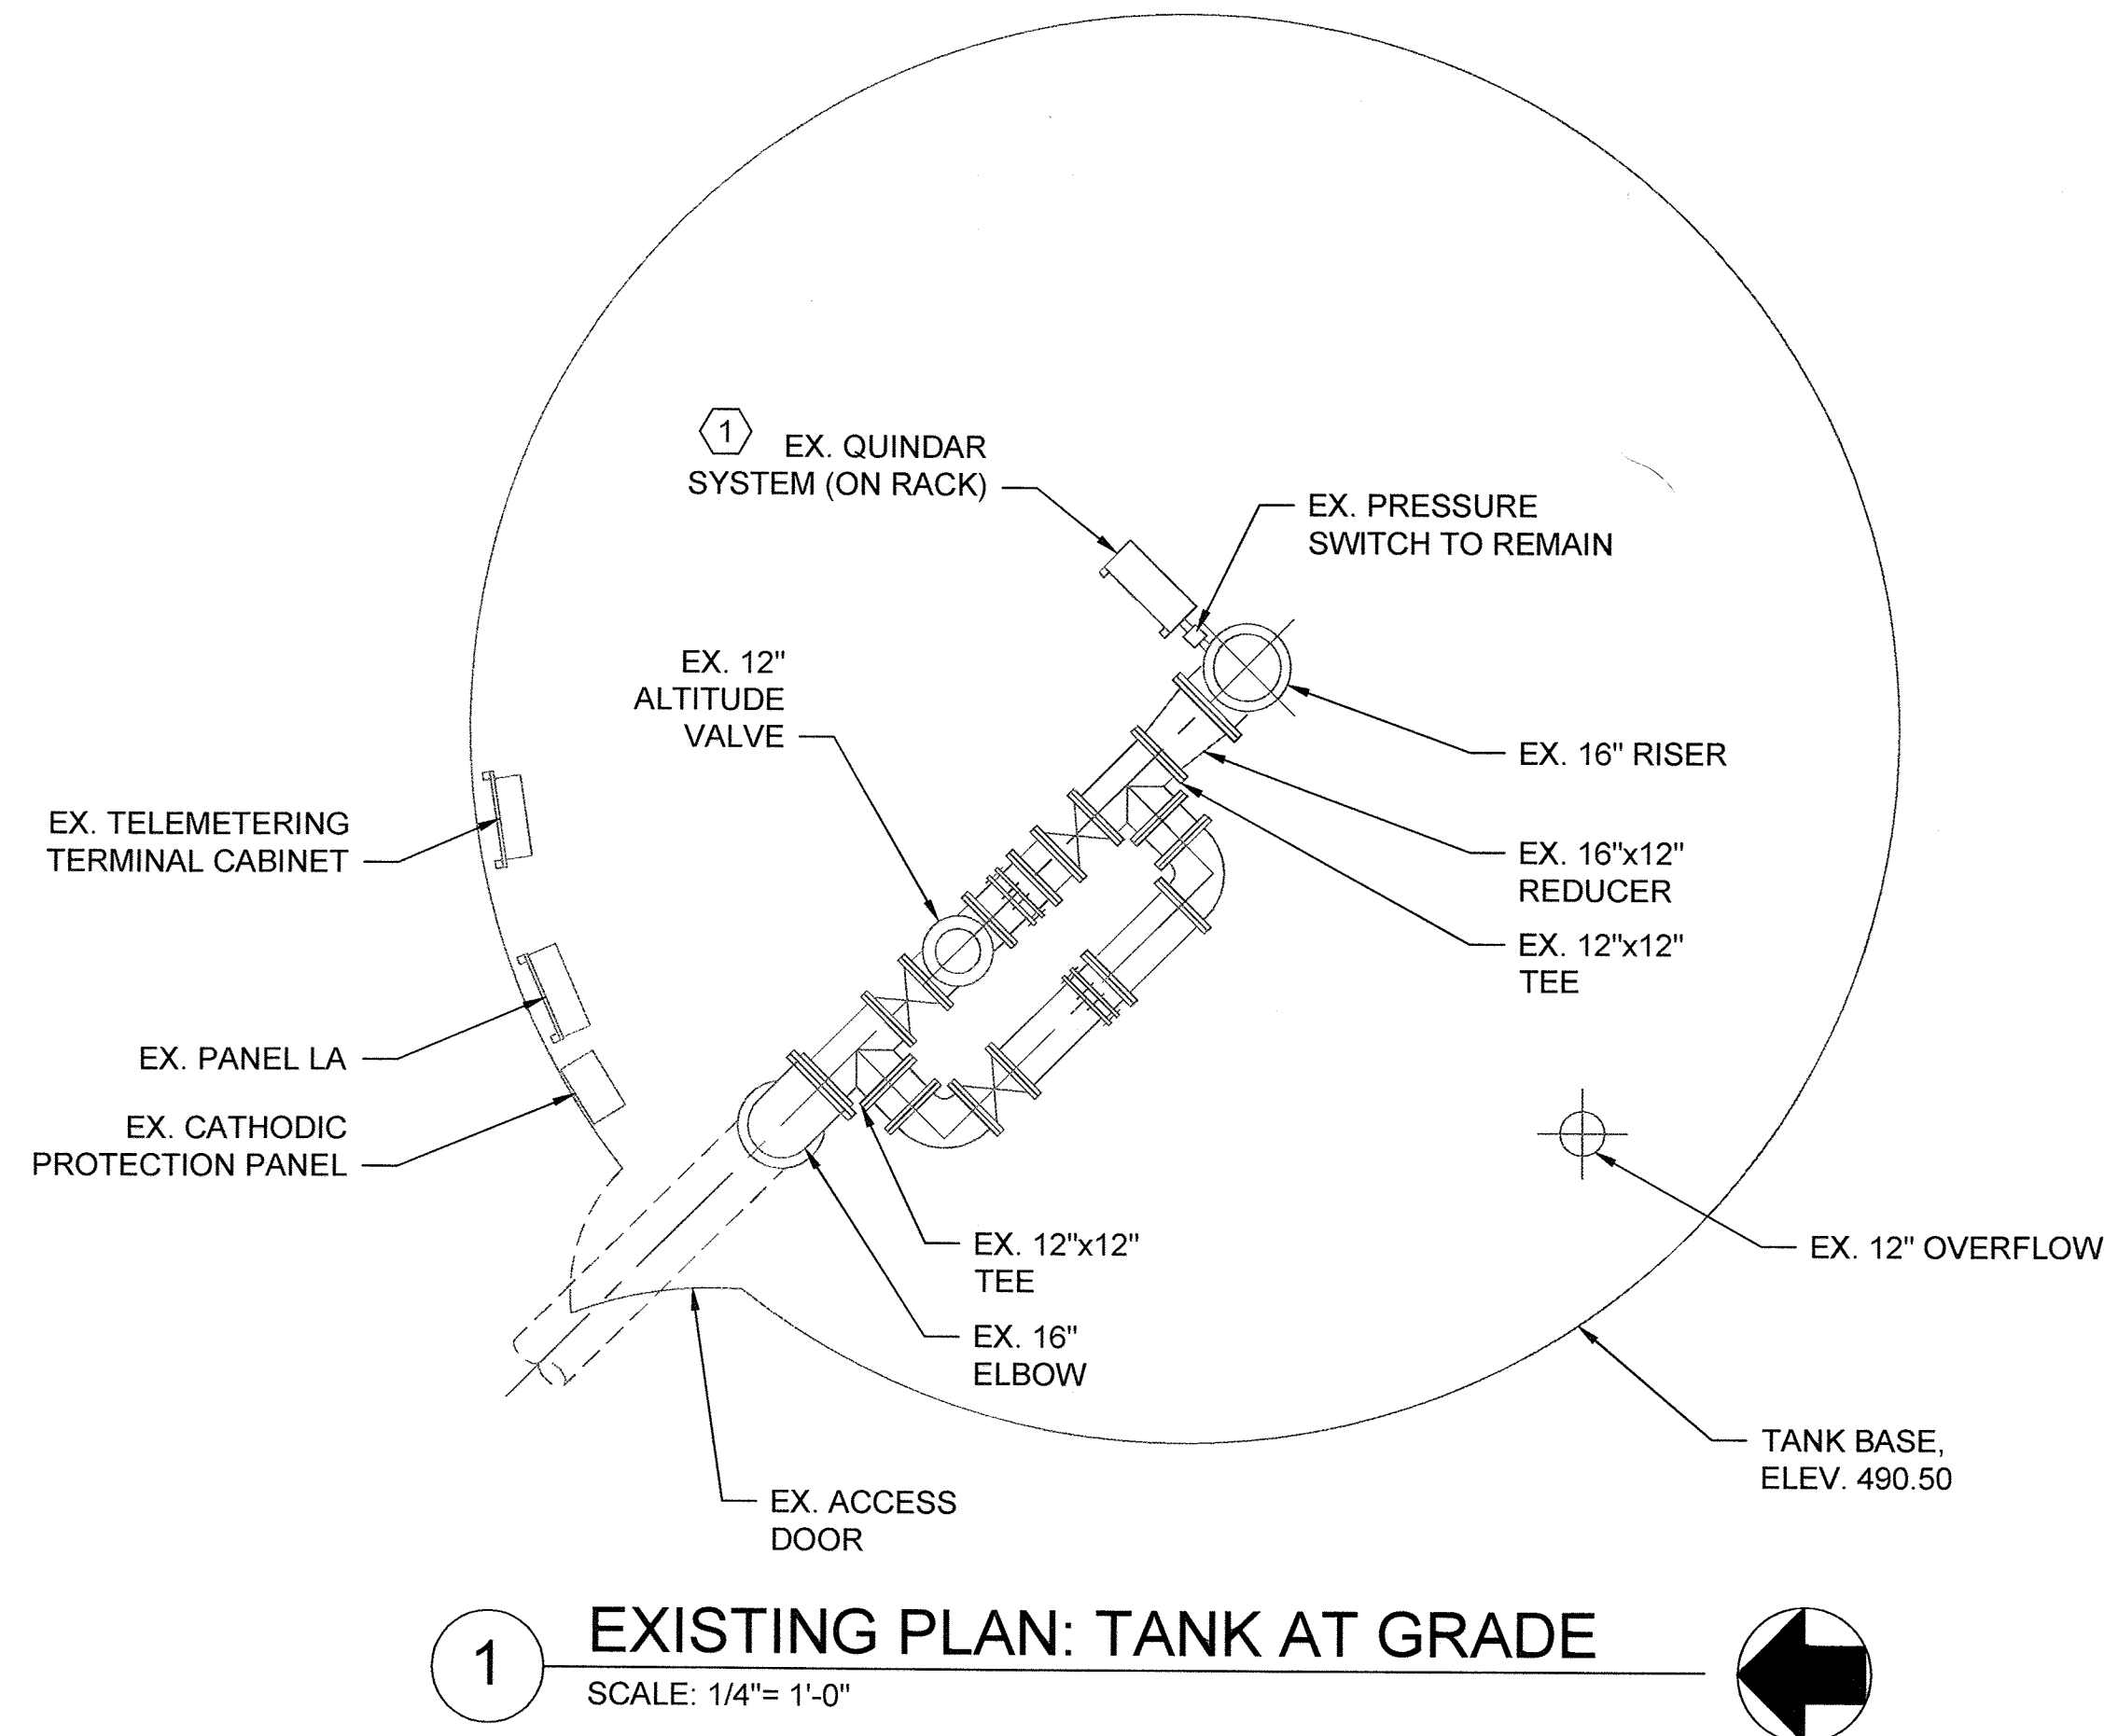 1
EX. QUINDAR
SYSTEM (ON RACK)
EX. PRESSURE
SWITCH TO REMAIN
EX. 12"
ALTITUDE
VALVE
EX. 16" RISER
EX. TELEMETERING
TERMINAL CABINET
EX. 16"x12"
REDUCER
EX. 12"x12"
TEE
EX. PANEL LA
EX. CATHODIC
PROTECTION PANEL
EX. 12"x12"
TEE
EX. 12" OVERFLOW
EX. 16"
ELBOW
TANK BASE,
ELEV. 490.50
EX. ACCESS
DOOR
1
EXISTING PLAN: TANK AT GRADE
SCALE: 1/4"= 1'-0"